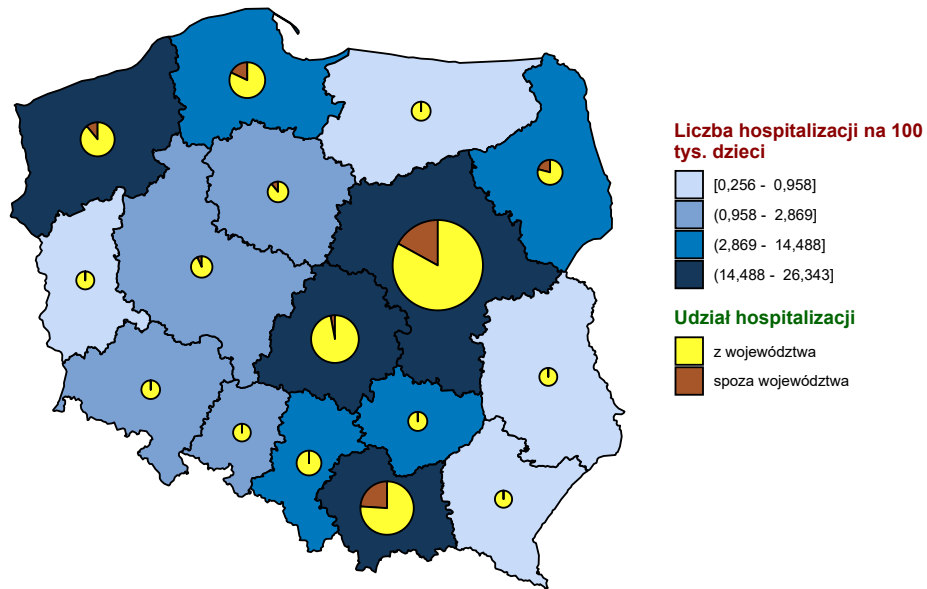 Liczba hospitalizacji na 100
tys. dzieci
[0,256 - 0,958]
(0,958 - 2,869]
(2,869 - 14,488]
(14,488 - 26,343]
Udział hospitalizacji
z województwa
spoza województwa